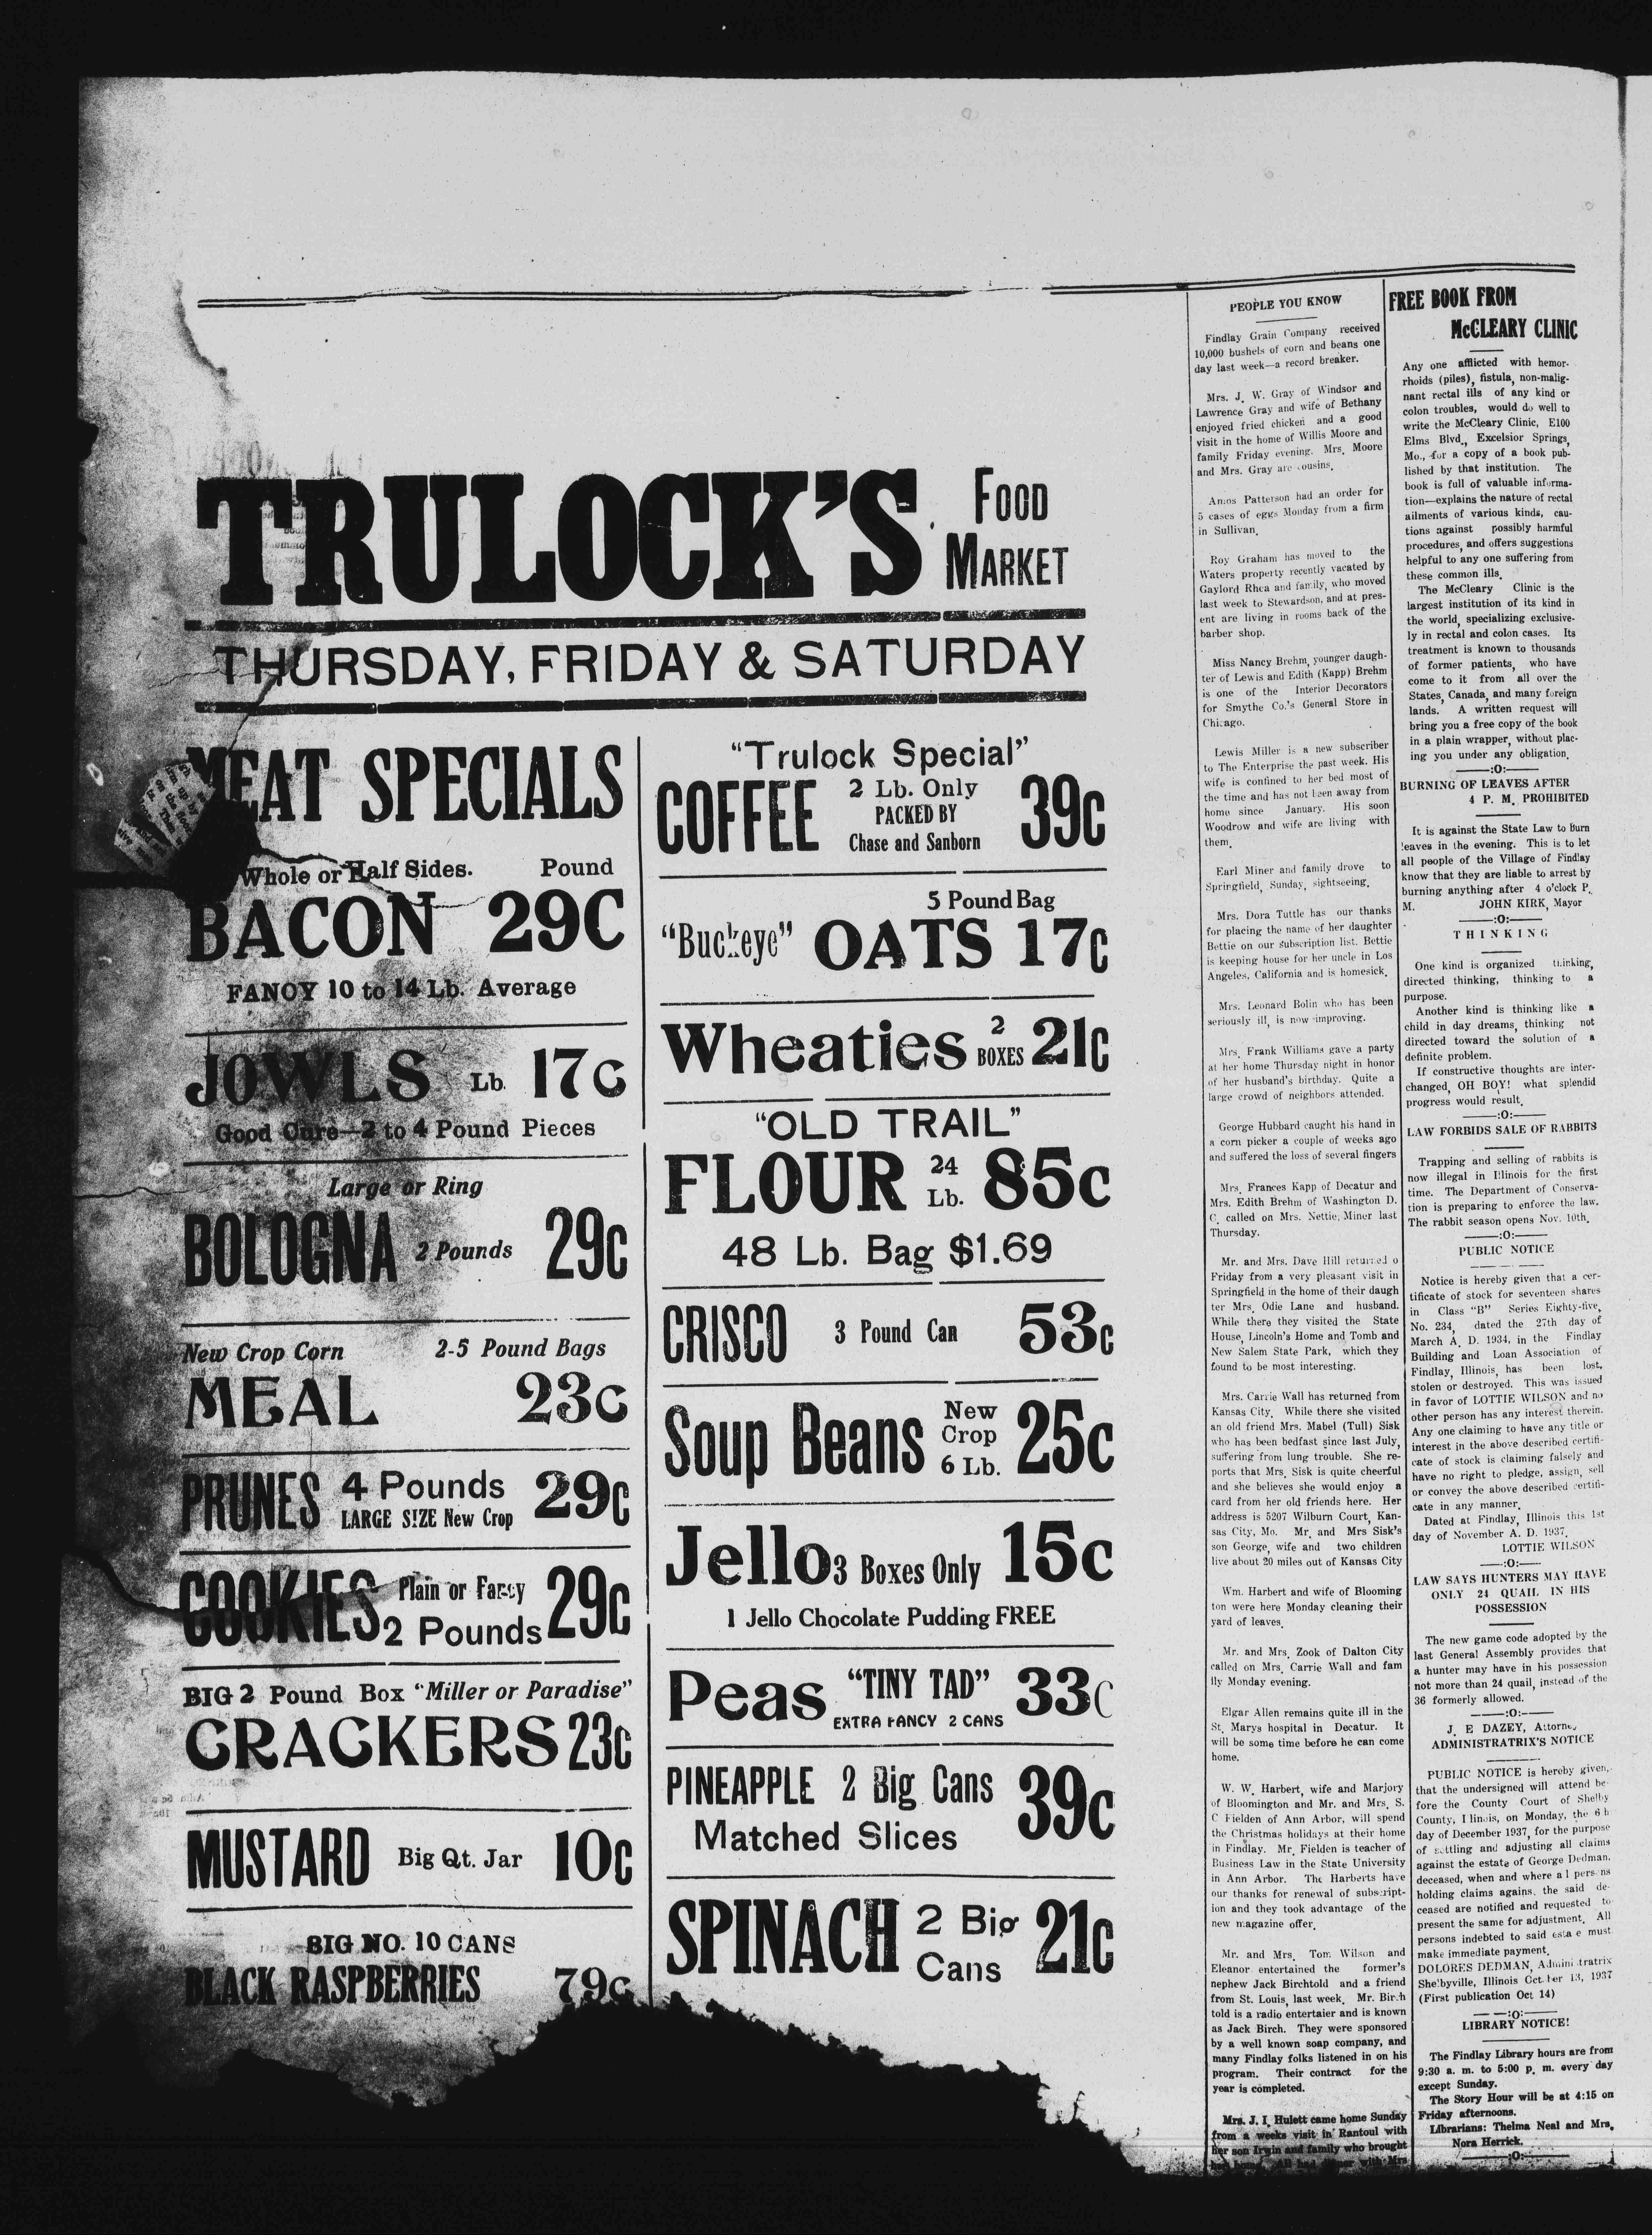 TRULOCK'S FOOD
MARKET
THURSDAY, FRIDAY & SATURDAY
MEAT SPECIALS
Whole or Half Sides. Pound
BACON 29C
FANCY 10 to 14 Lb. Average
JOWLS Lb. 17c
Good Cure—2 to 4 Pound Pieces
Large or Ring
BOLOGNA 2 Pounds 29c
New Crop Corn 2-5 Pound Bags
MEAL 23c
PRUNES 4 Pounds 29c
LARGE SIZE New Crop
COOKIES Plain or Fancy 29c
2 Pounds
BIG 2 Pound Box "Miller or Paradise"
CRACKERS 23c
MUSTARD Big Qt. Jar 10c
BIG NO. 10 CANS
BLACK RASPBERRIES 79c
"Trulock Special"
COFFEE 2 Lb. Only 39c
PACKED BY
Chase and Sanborn
5 Pound Bag
"Buckeye" OATS 17c
Wheaties 2 BOXES 21c
"OLD TRAIL"
FLOUR 24 Lb. 85c
48 Lb. Bag $1.69
CRISCO 3 Pound Can 53c
Soup Beans New Crop 6 Lb. 25c
Jello 3 Boxes Only 15c
1 Jello Chocolate Pudding FREE
Peas "TINY TAD" 33c
EXTRA FANCY 2 CANS
PINEAPPLE 2 Big Cans 39c
Matched Slices
SPINACH 2 Big Cans 21c
PEOPLE YOU KNOW
Findlay Grain Company received
10,000 bushels of corn and beans one
day last week—a record breaker.
Mrs. J. W. Gray of Windsor and
Lawrence Gray and wife of Bethany
enjoyed fried chicken and a good
visit in the home of Willis Moore and
family Friday evening. Mrs. Moore
and Mrs. Gray are cousins.
Amos Patterson had an order for
5 cases of eggs Monday from a firm
in Sullivan.
Roy Graham has moved to the
Waters property recently vacated by
Gaylord Rhea and family, who moved
last week to Stewardson, and at pres-
ent are living in rooms back of the
barber shop.
Miss Nancy Brehm, younger daugh-
ter of Lewis and Edith (Kapp) Brehm
is one of the Interior Decorators
for Smythe Co.'s General Store in
Chicago.
Lewis Miller is a new subscriber
to The Enterprise the past week. His
wife is confined to her bed most of
the time and has not been away from
home since January. His soon
Woodrow and wife are living with
them.
Earl Miner and family drove to
Springfield, Sunday, sightseeing.
Mrs. Dora Tuttle has our thanks
for placing the name of her daughter
Bettie on our subscription list. Bettie
is keeping house for her uncle in Los
Angeles, California and is homesick.
Mrs. Leonard Bolin who has been
seriously ill, is now improving.
Mrs. Frank Williams gave a party
at her home Thursday night in honor
of her husband's birthday. Quite a
large crowd of neighbors attended.
George Hubbard caught his hand in
a corn picker a couple of weeks ago
and suffered the loss of several fingers
Mrs. Frances Kapp of Decatur and
Mrs. Edith Brehm of Washington D.
C. called on Mrs. Nettie Miner last
Thursday.
Mr. and Mrs. Dave Hill returned o
Friday from a very pleasant visit in
Springfield in the home of their daugh
ter Mrs. Odie Lane and husband.
While there they visited the State
House, Lincoln's Home and Tomb and
New Salem State Park, which they
found to be most interesting.
Mrs. Carrie Wall has returned from
Kansas City. While there she visited
an old friend Mrs. Mabel (Tull) Sisk
who has been bedfast since last July,
suffering from lung trouble. She re-
ports that Mrs. Sisk is quite cheerful
and she believes she would enjoy a
card from her old friends here. Her
address is 5207 Wilburn Court, Kan-
sas City, Mo. Mr. and Mrs Sisk's
son George, wife and two children
live about 20 miles out of Kansas City
Wm. Harbert and wife of Blooming
ton were here Monday cleaning their
yard of leaves.
Mr. and Mrs. Zook of Dalton City
called on Mrs. Carrie Wall and fam
ily Monday evening.
Elgar Allen remains quite ill in the
St. Marys hospital in Decatur. It
will be some time before he can come
home.
W. W. Harbert, wife and Marjory
of Bloomington and Mr. and Mrs. S.
C Fielden of Ann Arbor, will spend
the Christmas holidays at their home
in Findlay. Mr. Fielden is teacher of
Business Law in the State University
in Ann Arbor. The Harberts have
our thanks for renewal of subscript-
ion and they took advantage of the
new magazine offer.
Mr. and Mrs. Tom Wilson and
Eleanor entertained the former's
nephew Jack Birchtold and a friend
from St. Louis, last week. Mr. Birch
told is a radio entertaier and is known
as Jack Birch. They were sponsored
by a well known soap company, and
many Findlay folks listened in on his
program. Their contract for the
year is completed.
Mrs. J. I. Hulett came home Sunday
from a weeks visit in Rantoul with
her son Irwin and family who brought
FREE BOOK FROM
McCLEARY CLINIC
Any one afflicted with hemor-
rhoids (piles), fistula, non-malig-
nant rectal ills of any kind or
colon troubles, would do well to
write the McCleary Clinic, E100
Elms Blvd., Excelsior Springs,
Mo., for a copy of a book pub-
lished by that institution. The
book is full of valuable informa-
tion—explains the nature of rectal
ailments of various kinds, cau-
tions against possibly harmful
procedures, and offers suggestions
helpful to any one suffering from
these common ills.
The McCleary Clinic is the
largest institution of its kind in
the world, specializing exclusive-
ly in rectal and colon cases. Its
treatment is known to thousands
of former patients, who have
come to it from all over the
States, Canada, and many foreign
lands. A written request will
bring you a free copy of the book
in a plain wrapper, without plac-
ing you under any obligation.
—:O:—
BURNING OF LEAVES AFTER
4 P. M. PROHIBITED
It is against the State Law to burn
leaves in the evening. This is to let
all people of the Village of Findlay
know that they are liable to arrest by
burning anything after 4 o'clock P.
M. JOHN KIRK, Mayor
—:O:—
THINKING
One kind is organized thinking,
directed thinking, thinking to a
purpose.
Another kind is thinking like a
child in day dreams, thinking not
directed toward the solution of a
definite problem.
If constructive thoughts are inter-
changed, OH BOY! what splendid
progress would result.
—:O:—
LAW FORBIDS SALE OF RABBITS
Trapping and selling of rabbits is
now illegal in Illinois for the first
time. The Department of Conserva-
tion is preparing to enforce the law.
The rabbit season opens Nov. 10th.
—:O:—
PUBLIC NOTICE
Notice is hereby given that a cer-
tificate of stock for seventeen shares
in Class "B" Series Eighty-five,
No. 234, dated the 27th day of
March A. D. 1934, in the Findlay
Building and Loan Association of
Findlay, Illinois, has been lost,
stolen or destroyed. This was issued
in favor of LOTTIE WILSON and no
other person has any interest therein.
Any one claiming to have any title or
interest in the above described certifi-
cate of stock is claiming falsely and
have no right to pledge, assign, sell
or convey the above described certifi-
cate in any manner.
Dated at Findlay, Illinois this 1st
day of November A. D. 1937.
LOTTIE WILSON
—:O:—
LAW SAYS HUNTERS MAY HAVE
ONLY 24 QUAIL IN HIS
POSSESSION
The new game code adopted by the
last General Assembly provides that
a hunter may have in his possession
not more than 24 quail, instead of the
36 formerly allowed.
—:O:—
J. E DAZEY, Attorney
ADMINISTRATRIX'S NOTICE
PUBLIC NOTICE is hereby given,
that the undersigned will attend be-
fore the County Court of Shelby
County, Illinois, on Monday, the 6 h
day of December 1937, for the purpose
of settling and adjusting all claims
against the estate of George Dedman,
deceased, when and where all persons
holding claims against the said de-
ceased are notified and requested to
present the same for adjustment. All
persons indebted to said esta e must
make immediate payment.
DOLORES DEDMAN, Administratrix
Shelbyville, Illinois October 13, 1937
(First publication Oct 14)
—:O:—
LIBRARY NOTICE!
The Findlay Library hours are from
9:30 a. m. to 5:00 p. m. every day
except Sunday.
The Story Hour will be at 4:15 on
Friday afternoons.
Librarians: Thelma Neal and Mrs.
Nora Herrick.
—:O:—